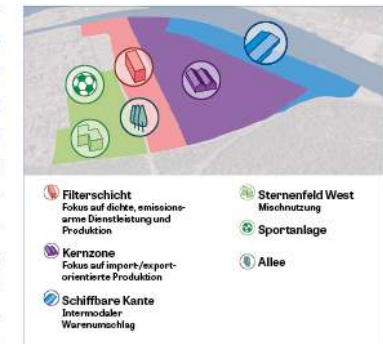 Filterschicht
Fokus auf dichte, emissions-
arme Dienstleistung und
Produktion
Kernzone
Fokus auf import-/export-
orientierte Produktion
Schiffbare Kante
Intermodaler
Warenumschlag
Sternenfeld West
Mischnutzung
Sportanlage
Allee